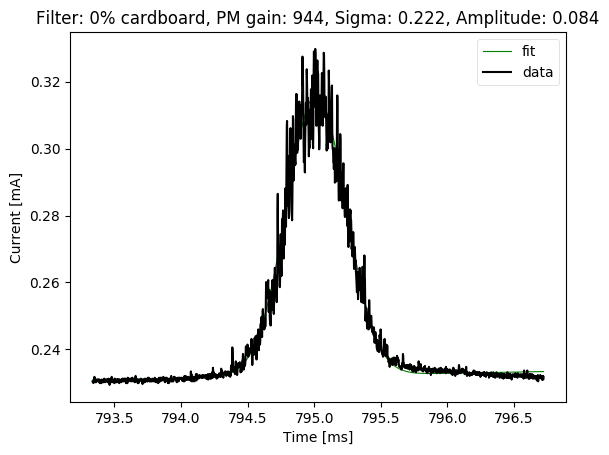 Filter: 0% cardboard, PM gain: 944, Sigma: 0.222, Amplitude: 0.084
fit
data
0.32
0.30
0.28
0.26
0.24
Current [mA]
793.5 794.0 794.5 795.0 795.5 796.0 796.5
Time [ms]